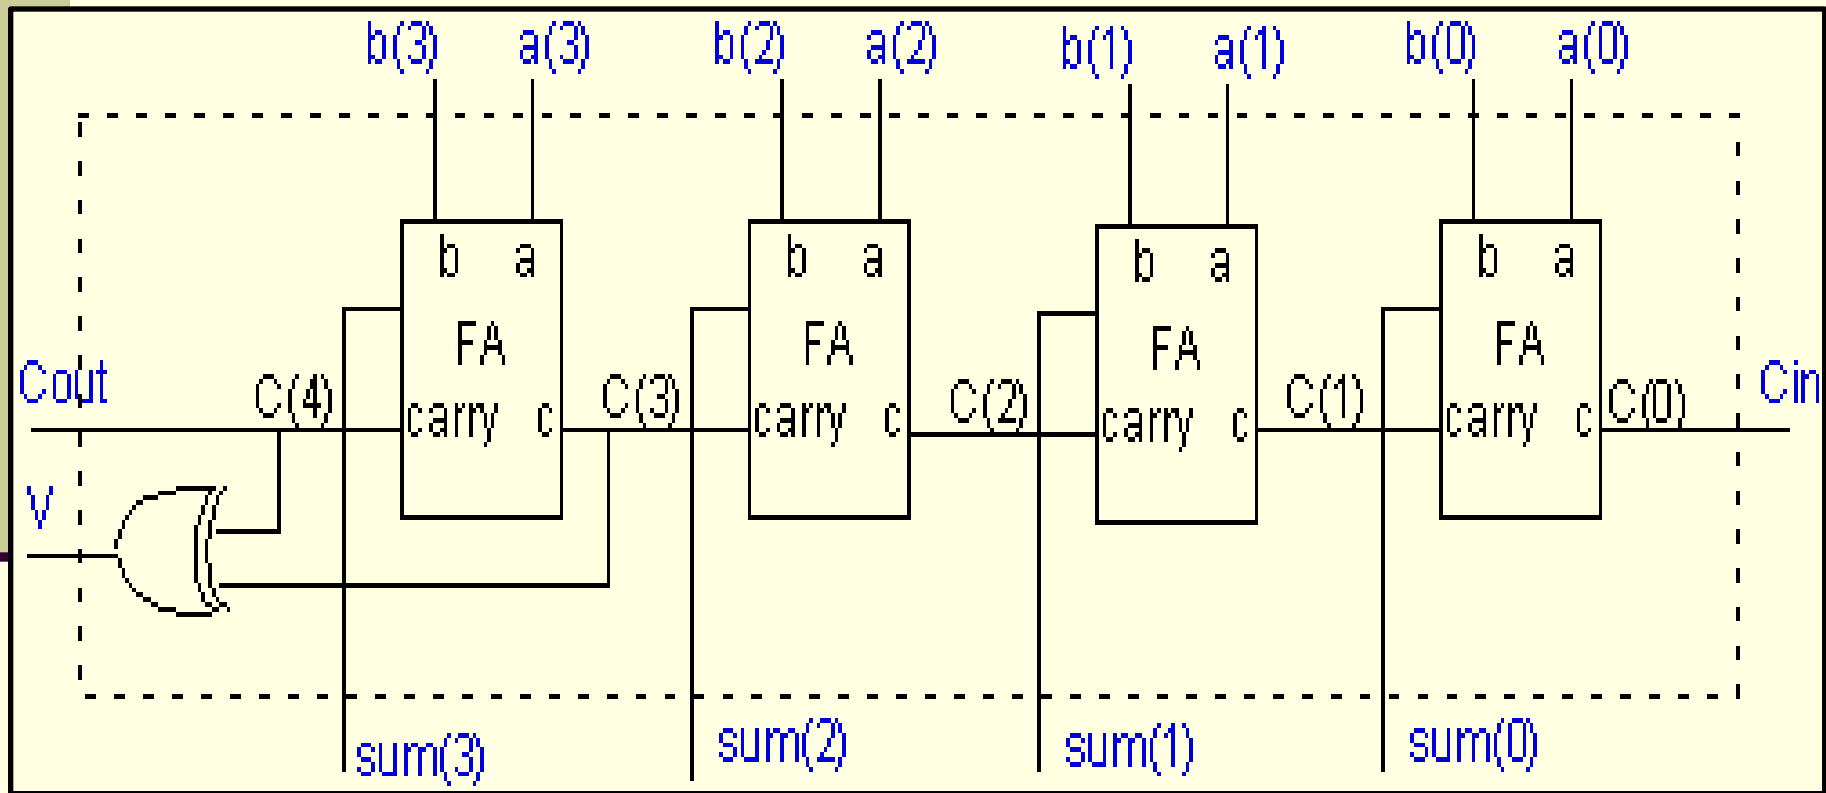 b(3) a(3) b(2) a(2) b(1) a(1) b(0) a(0)
b a b a b a b a
FA FA FA FA
Cout C(4) C(3) C(2) C(1) C(0) Cin
carry c carry c carry c carry c
V
sum(3) sum(2) sum(1) sum(0)